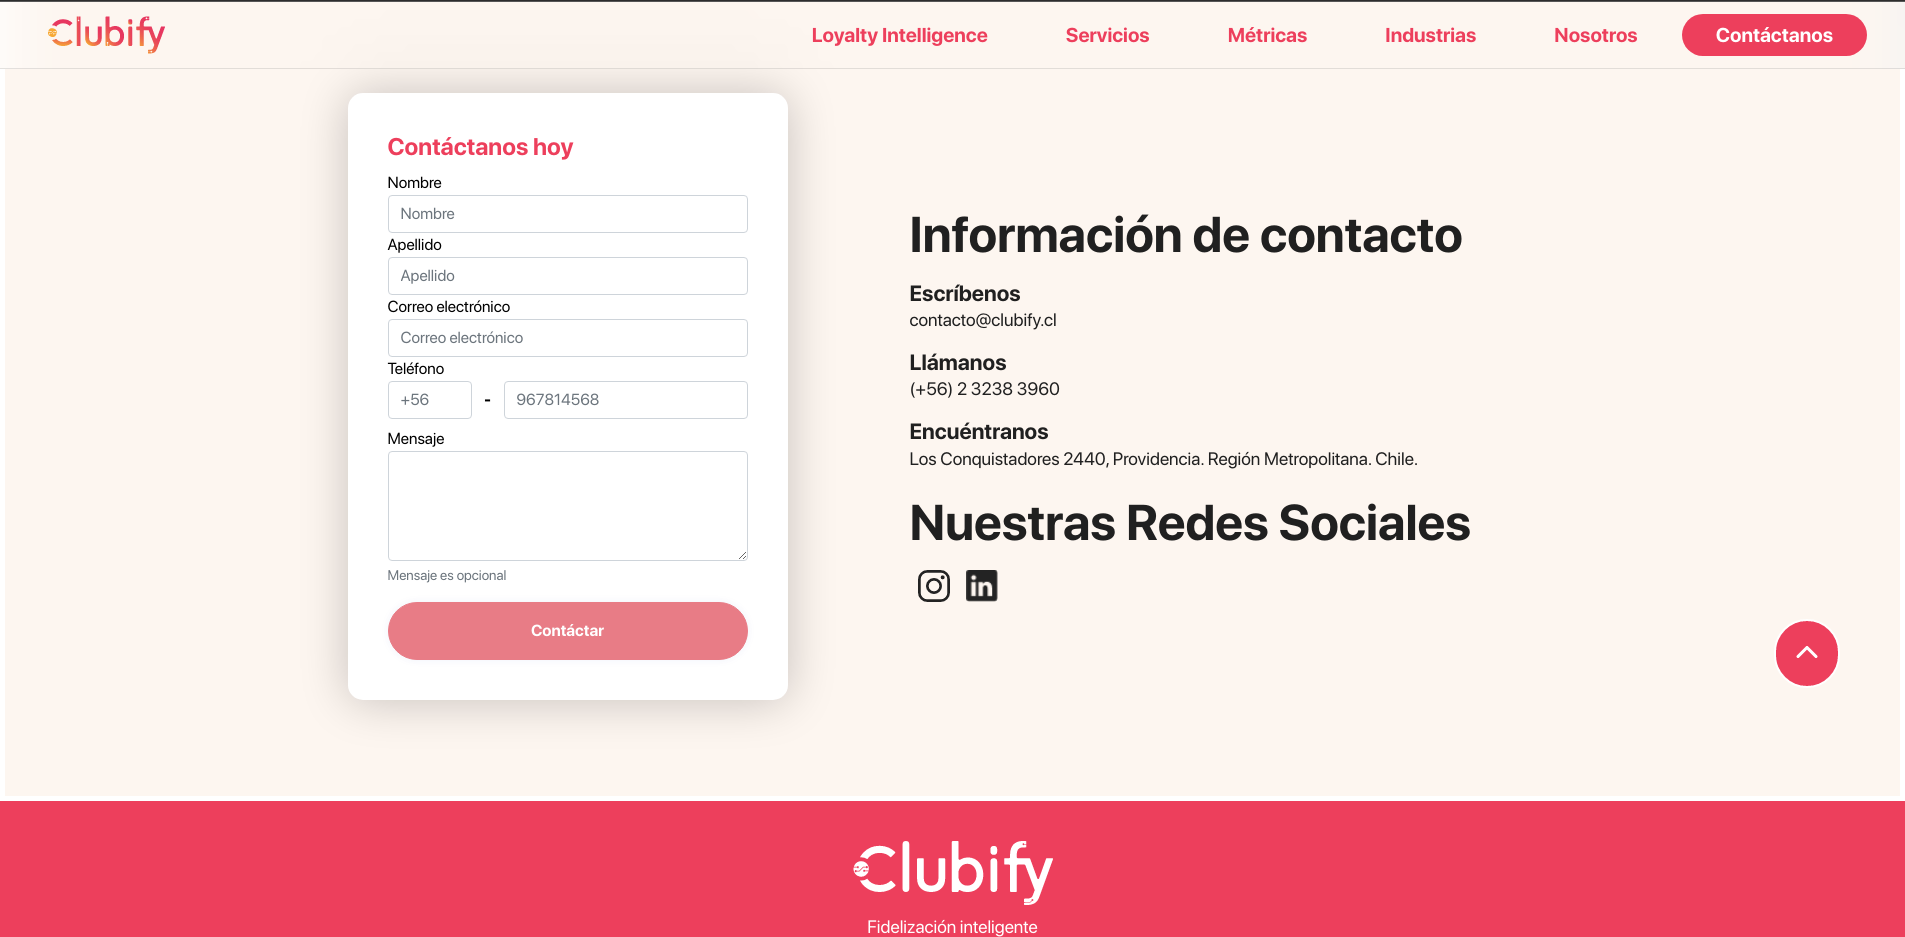 Clubify
Loyalty Intelligence
Servicios
Métricas
Industrias
Nosotros
Contáctanos
Contáctanos hoy
Nombre
Nombre
Apellido
Apellido
Correo electrónico
Correo electrónico
Teléfono
+56 - 967814568
Mensaje
Mensaje es opcional
Contáctar
Información de contacto
Escríbenos
contacto@clubify.cl
Llámanos
(+56) 2 3238 3960
Encuéntranos
Los Conquistadores 2440, Providencia. Región Metropolitana. Chile.
Nuestras Redes Sociales
in
Clubify
Fidelización inteligente